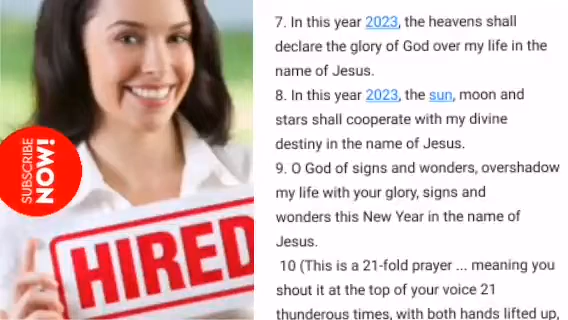 SUBSCRIBE
NOW!
HIRED
7. In this year 2023, the heavens shall
declare the glory of God over my life in the
name of Jesus.
8. In this year 2023, the sun, moon and
stars shall cooperate with my divine
destiny in the name of Jesus.
9. O God of signs and wonders, overshadow
my life with your glory, signs and
wonders this New Year in the name of
Jesus.
10 (This is a 21-fold prayer ... meaning you
shout it at the top of your voice 21
thunderous times, with both hands lifted up,